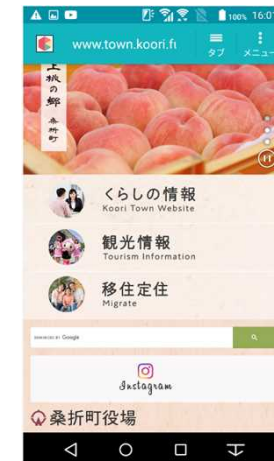 100% 16:01
www.town.koori.fu
タブ
メニュー
上桃の郷
桑折町
くらしの情報
Koori Town Website
観光情報
Tourism Information
移住定住
Migrate
Google
Instagram
桑折町役場